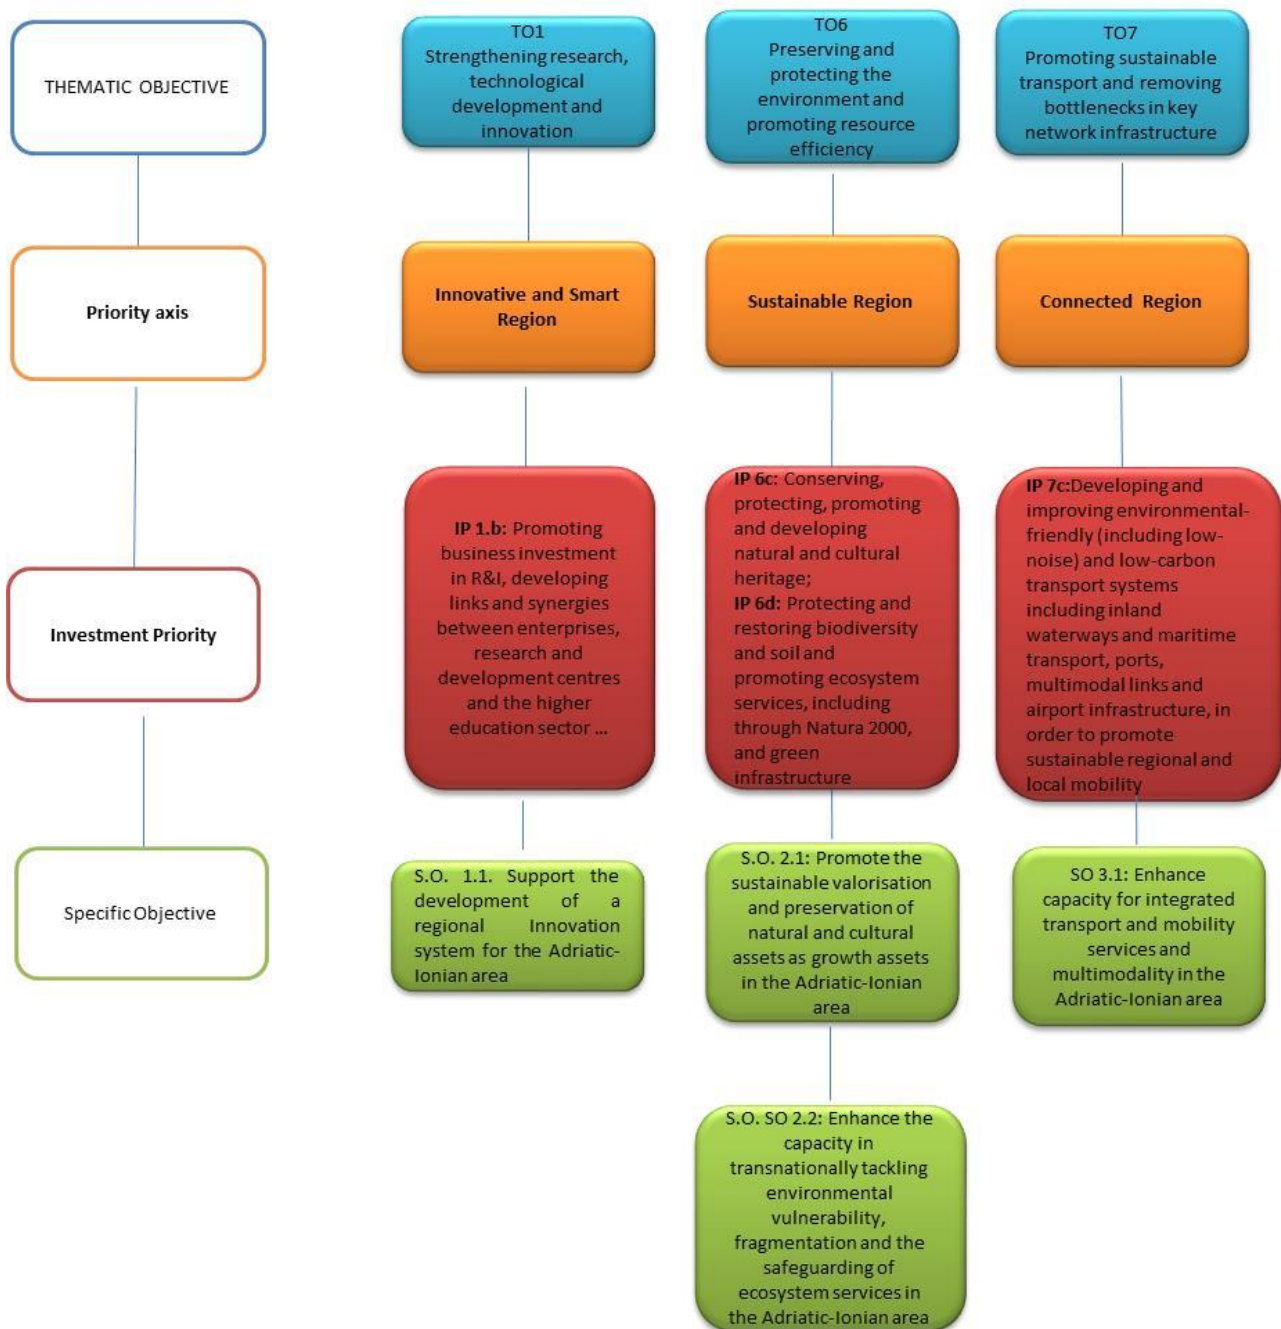 THEMATIC OBJECTIVE
TO1
Strengthening research,
technological
development and
innovation
TO6
Preserving and
protecting the
environment and
promoting resource
efficiency
TO7
Promoting sustainable
transport and removing
bottlenecks in key
network infrastructure
Priority axis
Innovative and Smart
Region
Sustainable Region
Connected Region
Investment Priority
IP 1.b: Promoting
business investment
in R&I, developing
links and synergies
between enterprises,
research and
development centres
and the higher
education sector ...
IP 6c: Conserving,
protecting, promoting
and developing
natural and cultural
heritage;
IP 6d: Protecting and
restoring biodiversity
and soil and
promoting ecosystem
services, including
through Natura 2000,
and green
infrastructure
IP 7c:Developing and
improving environmental-
friendly (including low-
noise) and low-carbon
transport systems
including inland
waterways and maritime
transport, ports,
multimodal links and
airport infrastructure, in
order to promote
sustainable regional and
local mobility
Specific Objective
S.O. 1.1. Support the
development of a
regional Innovation
system for the Adriatic-
Ionian area
S.O. 2.1: Promote the
sustainable valorisation
and preservation of
natural and cultural
assets as growth assets
in the Adriatic-Ionian
area
SO 3.1: Enhance
capacity for integrated
transport and mobility
services and
multimodality in the
Adriatic-Ionian area
S.O. SO 2.2: Enhance the
capacity in
transnationally tackling
environmental
vulnerability,
fragmentation and the
safeguarding of
ecosystem services in
the Adriatic-Ionian area